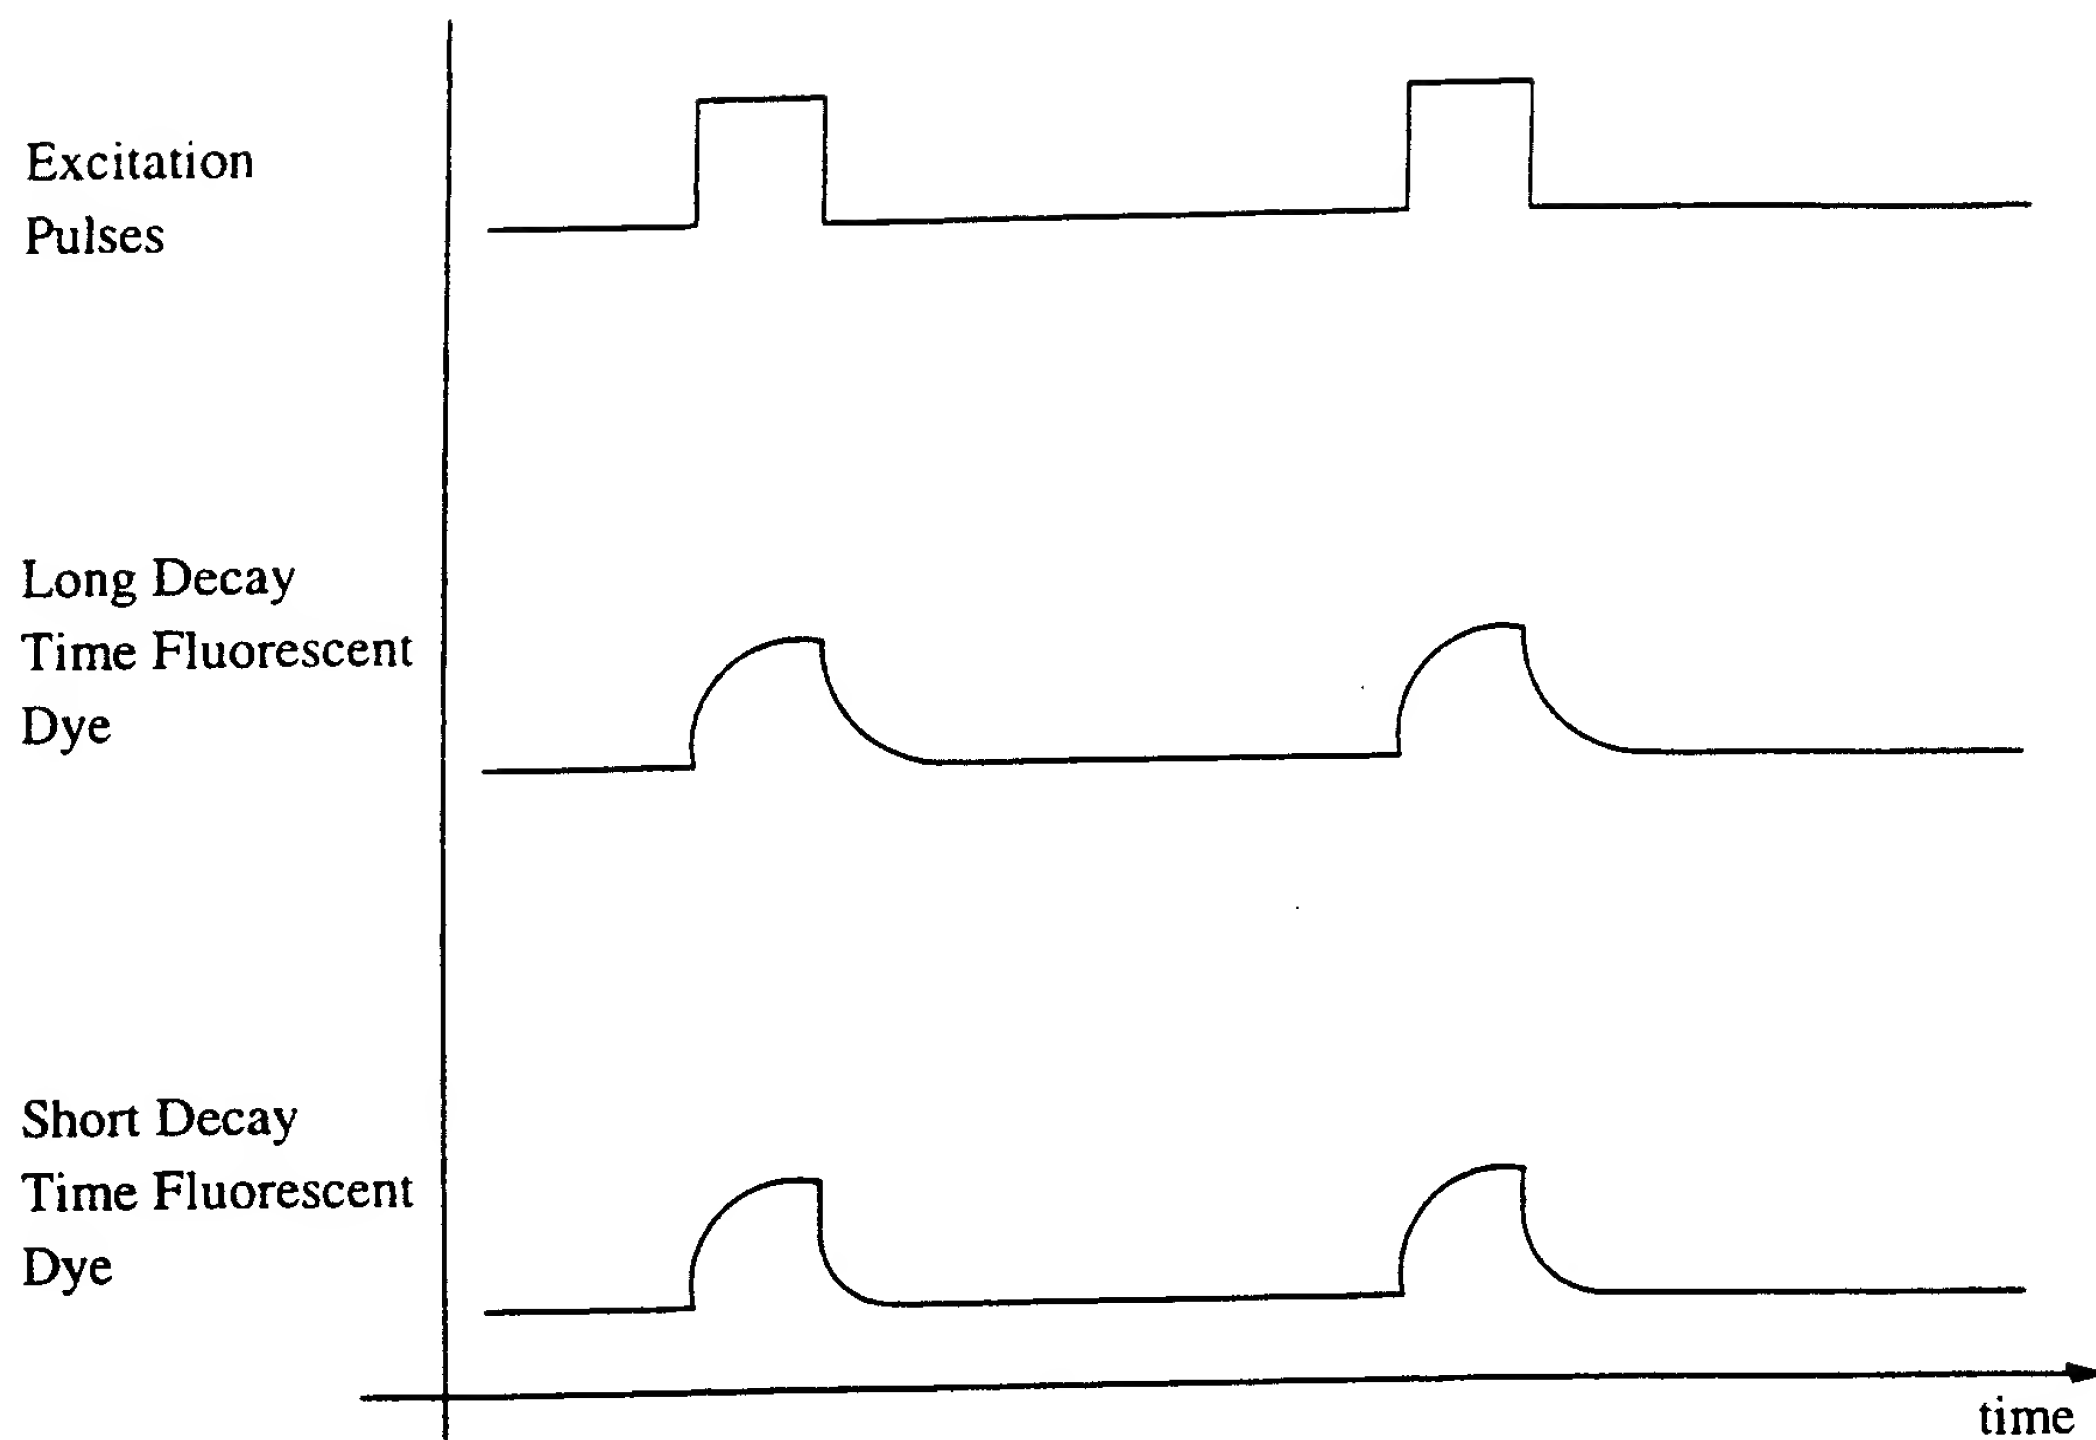 Excitation
Pulses
Long Decay
Time Fluorescent
Dye
Short Decay
Time Fluorescent
Dye
time